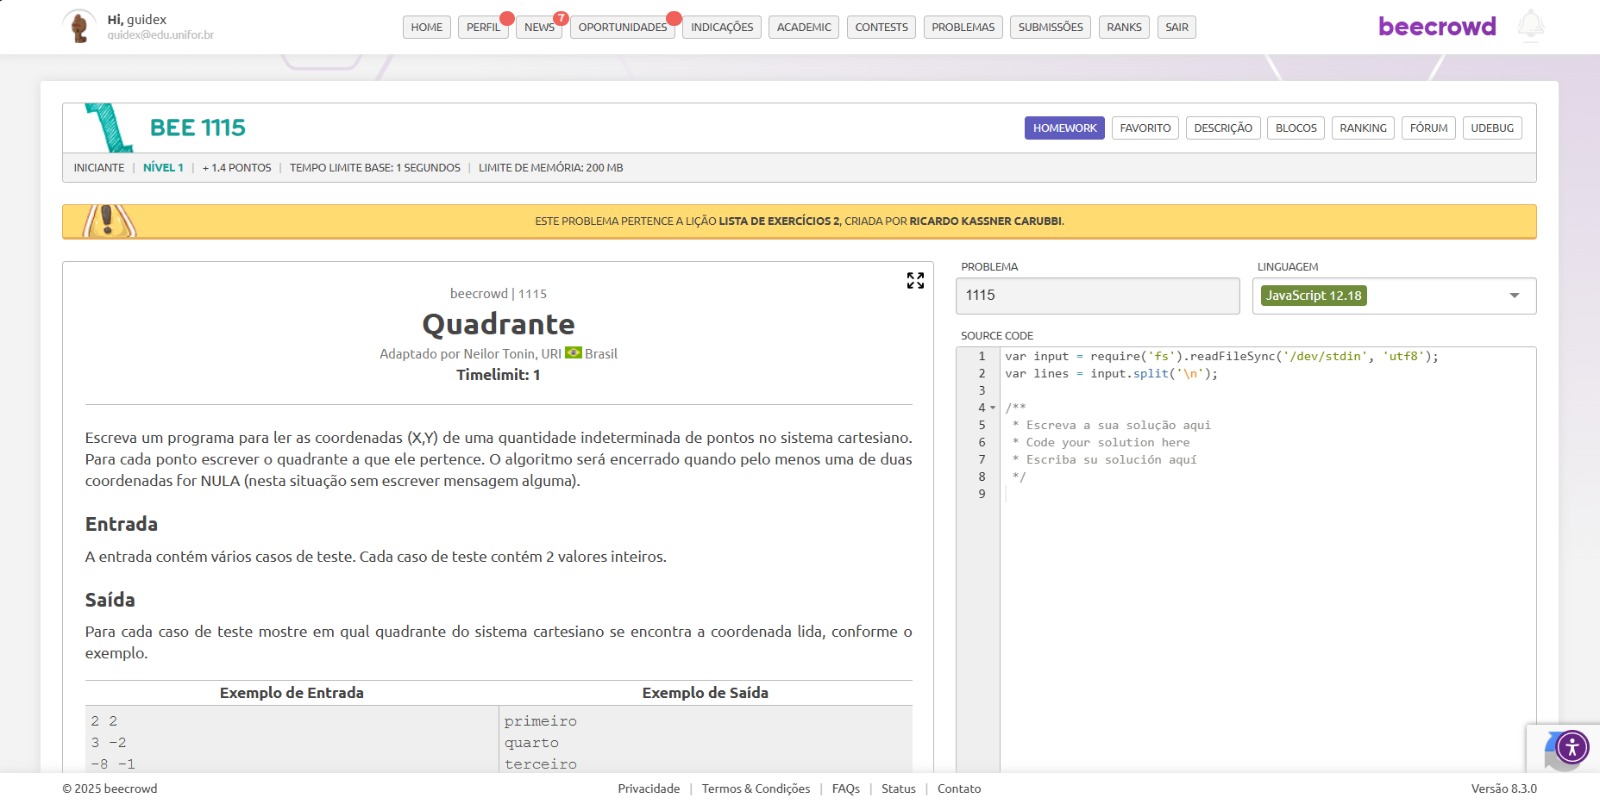 Hi, guidex
guidex@edu.unifor.br
HOME
PERFIL
NEWS
7
OPORTUNIDADES
INDICAÇÕES
ACADEMIC
CONTESTS
PROBLEMAS
SUBMISSÕES
RANKS
SAIR
beecrowd
BEE 1115
HOMEWORK
FAVORITO
DESCRIÇÃO
BLOCOS
RANKING
FÓRUM
UDEBUG
INICIANTE | NÍVEL 1 | + 1.4 PONTOS | TEMPO LIMITE BASE: 1 SEGUNDOS | LIMITE DE MEMÓRIA: 200 MB
ESTE PROBLEMA PERTENCE A LIÇÃO LISTA DE EXERCÍCIOS 2, CRIADA POR RICARDO KASSNER CARUBBI.
beecrowd | 1115
Quadrante
Adaptado por Neilor Tonin, URI Brasil
Timelimit: 1
Escreva um programa para ler as coordenadas (X,Y) de uma quantidade indeterminada de pontos no sistema cartesiano.
Para cada ponto escrever o quadrante a que ele pertence. O algoritmo será encerrado quando pelo menos uma de duas
coordenadas for NULA (nesta situação sem escrever mensagem alguma).
Entrada
A entrada contém vários casos de teste. Cada caso de teste contém 2 valores inteiros.
Saída
Para cada caso de teste mostre em qual quadrante do sistema cartesiano se encontra a coordenada lida, conforme o
exemplo.
Exemplo de Entrada
Exemplo de Saída
2 2
3 -2
-8 -1
primeiro
quarto
terceiro
PROBLEMA
1115
LINGUAGEM
JavaScript 12.18
SOURCE CODE
1 var input = require('fs').readFileSync('/dev/stdin', 'utf8');
2 var lines = input.split('\n');
3
4 /**
5 * Escreva a sua solução aqui
6 * Code your solution here
7 * Escriba su solución aquí
8 */
9
© 2025 beecrowd
Privacidade | Termos & Condições | FAQs | Status | Contato
Versão 8.3.0